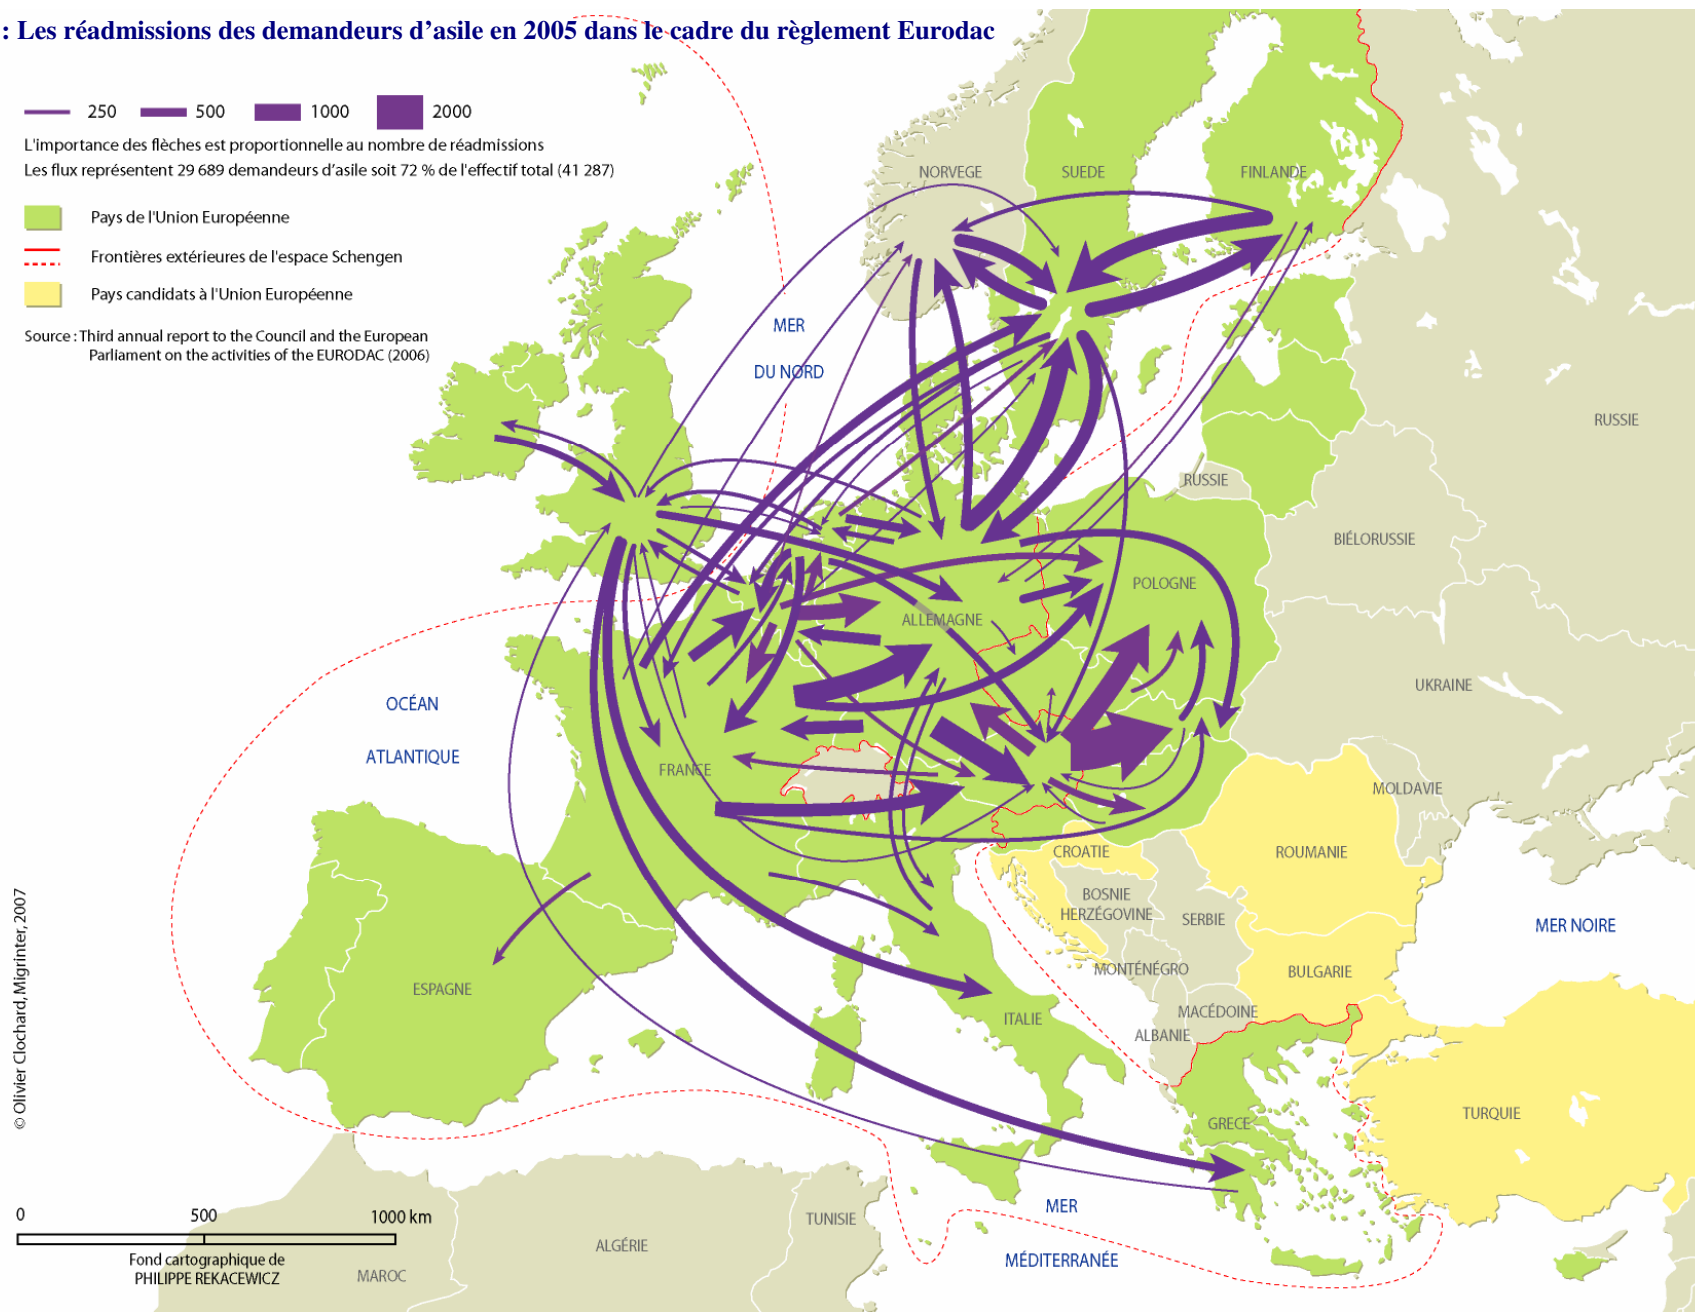 : Les réadmissions des demandeurs d'asile en 2005 dans le cadre du règlement Eurodac
250 500 1000 2000
L'importance des flèches est proportionnelle au nombre de réadmissions
Les flux représentent 29 689 demandeurs d'asile soit 72 % de l'effectif total (41 287)
Pays de l'Union Européenne
Frontières extérieures de l'espace Schengen
Pays candidats à l'Union Européenne
Source : Third annual report to the Council and the European
Parliament on the activities of the EURODAC (2006)
NORVEGE
SUEDE
FINLANDE
MER
DU NORD
RUSSIE
RUSSIE
BIÉLORUSSIE
POLOGNE
ALLEMAGNE
UKRAINE
OCÉAN
ATLANTIQUE
FRANCE
MOLDAVIE
CROATIE
ROUMANIE
BOSNIE
HERZÉGOVINE
SERBIE
MER NOIRE
MONTÉNÉGRO
BULGARIE
ESPAGNE
MACÉDOINE
ITALIE
ALBANIE
TURQUIE
GRECE
MER
MÉDITERRANÉE
TUNISIE
ALGÉRIE
MAROC
0 500 1000 km
Fond cartographique de
PHILIPPE REKACEWICZ
© Olivier Clochard, Migrinter, 2007